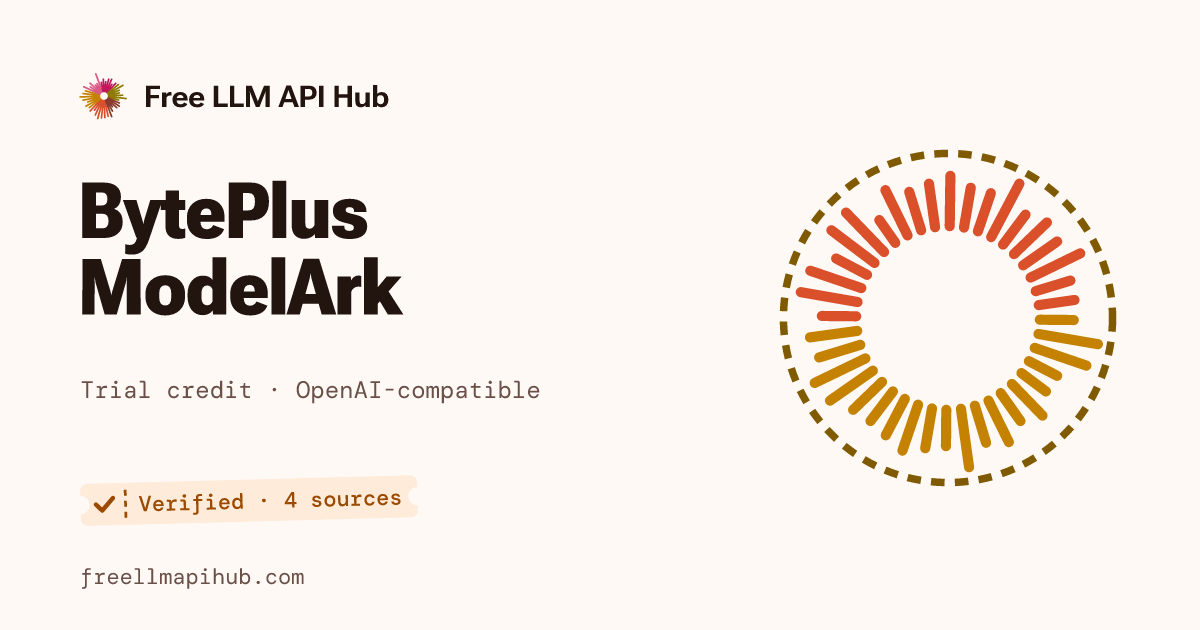 Free LLM API Hub
BytePlus
ModelArk
Trial credit · OpenAI-compatible
Verified · 4 sources
freellmapihub.com